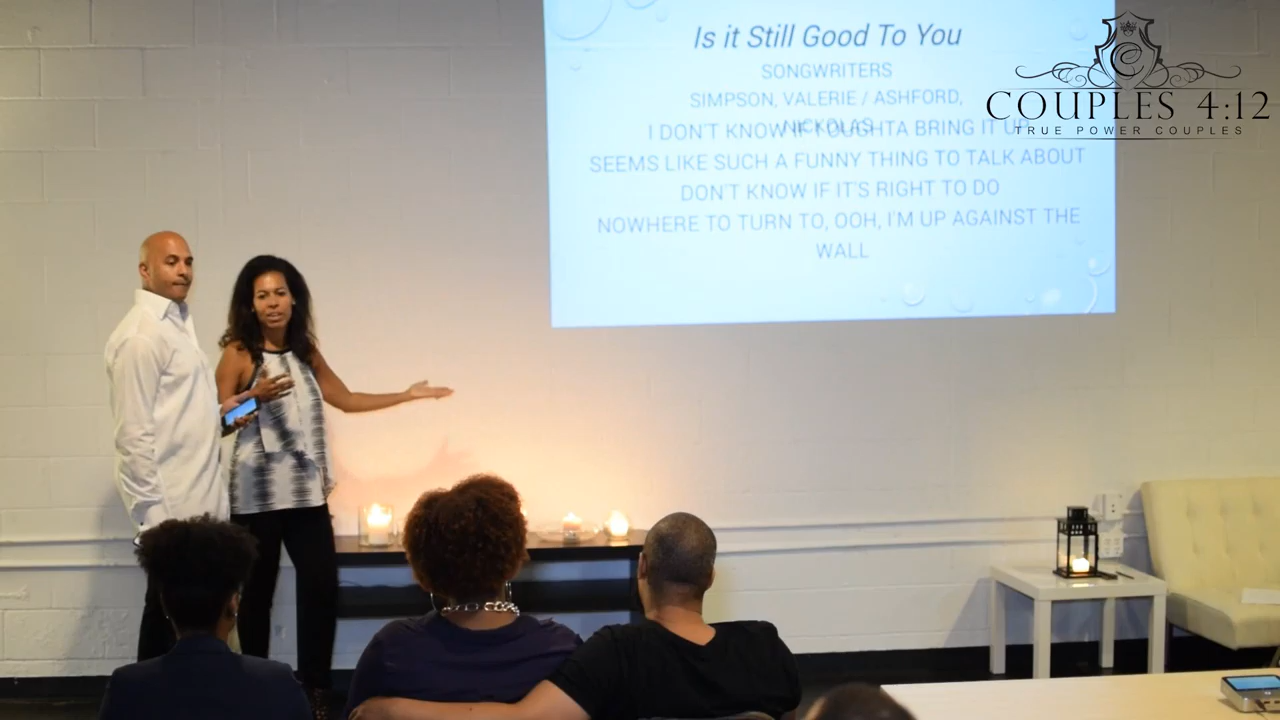 Is it Still Good To You
SONGWRITERS
SIMPSON, VALERIE / ASHFORD,
NICKOLAS
I DON'T KNOW IF I OUGHTA BRING IT UP
SEEMS LIKE SUCH A FUNNY THING TO TALK ABOUT
DON'T KNOW IF IT'S RIGHT TO DO
NOWHERE TO TURN TO, OOH, I'M UP AGAINST THE
WALL
C
COUPLES 4:12
TRUE POWER COUPLES